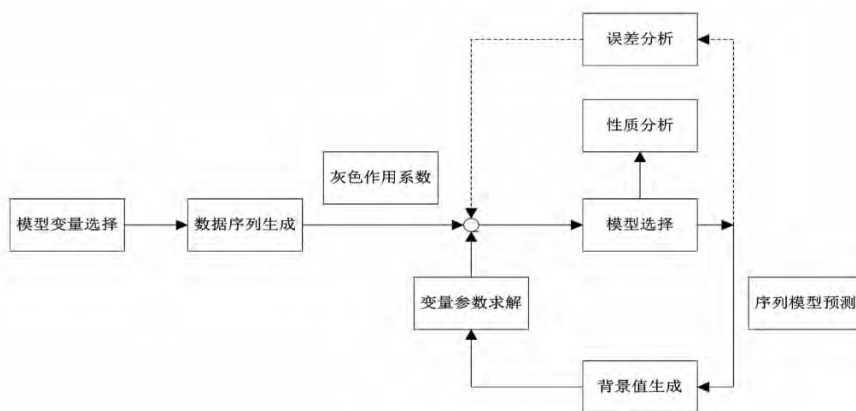 误差分析
性质分析
灰色作用系数
模型变量选择
数据序列生成
模型选择
变量参数求解
序列模型预测
背景值生成